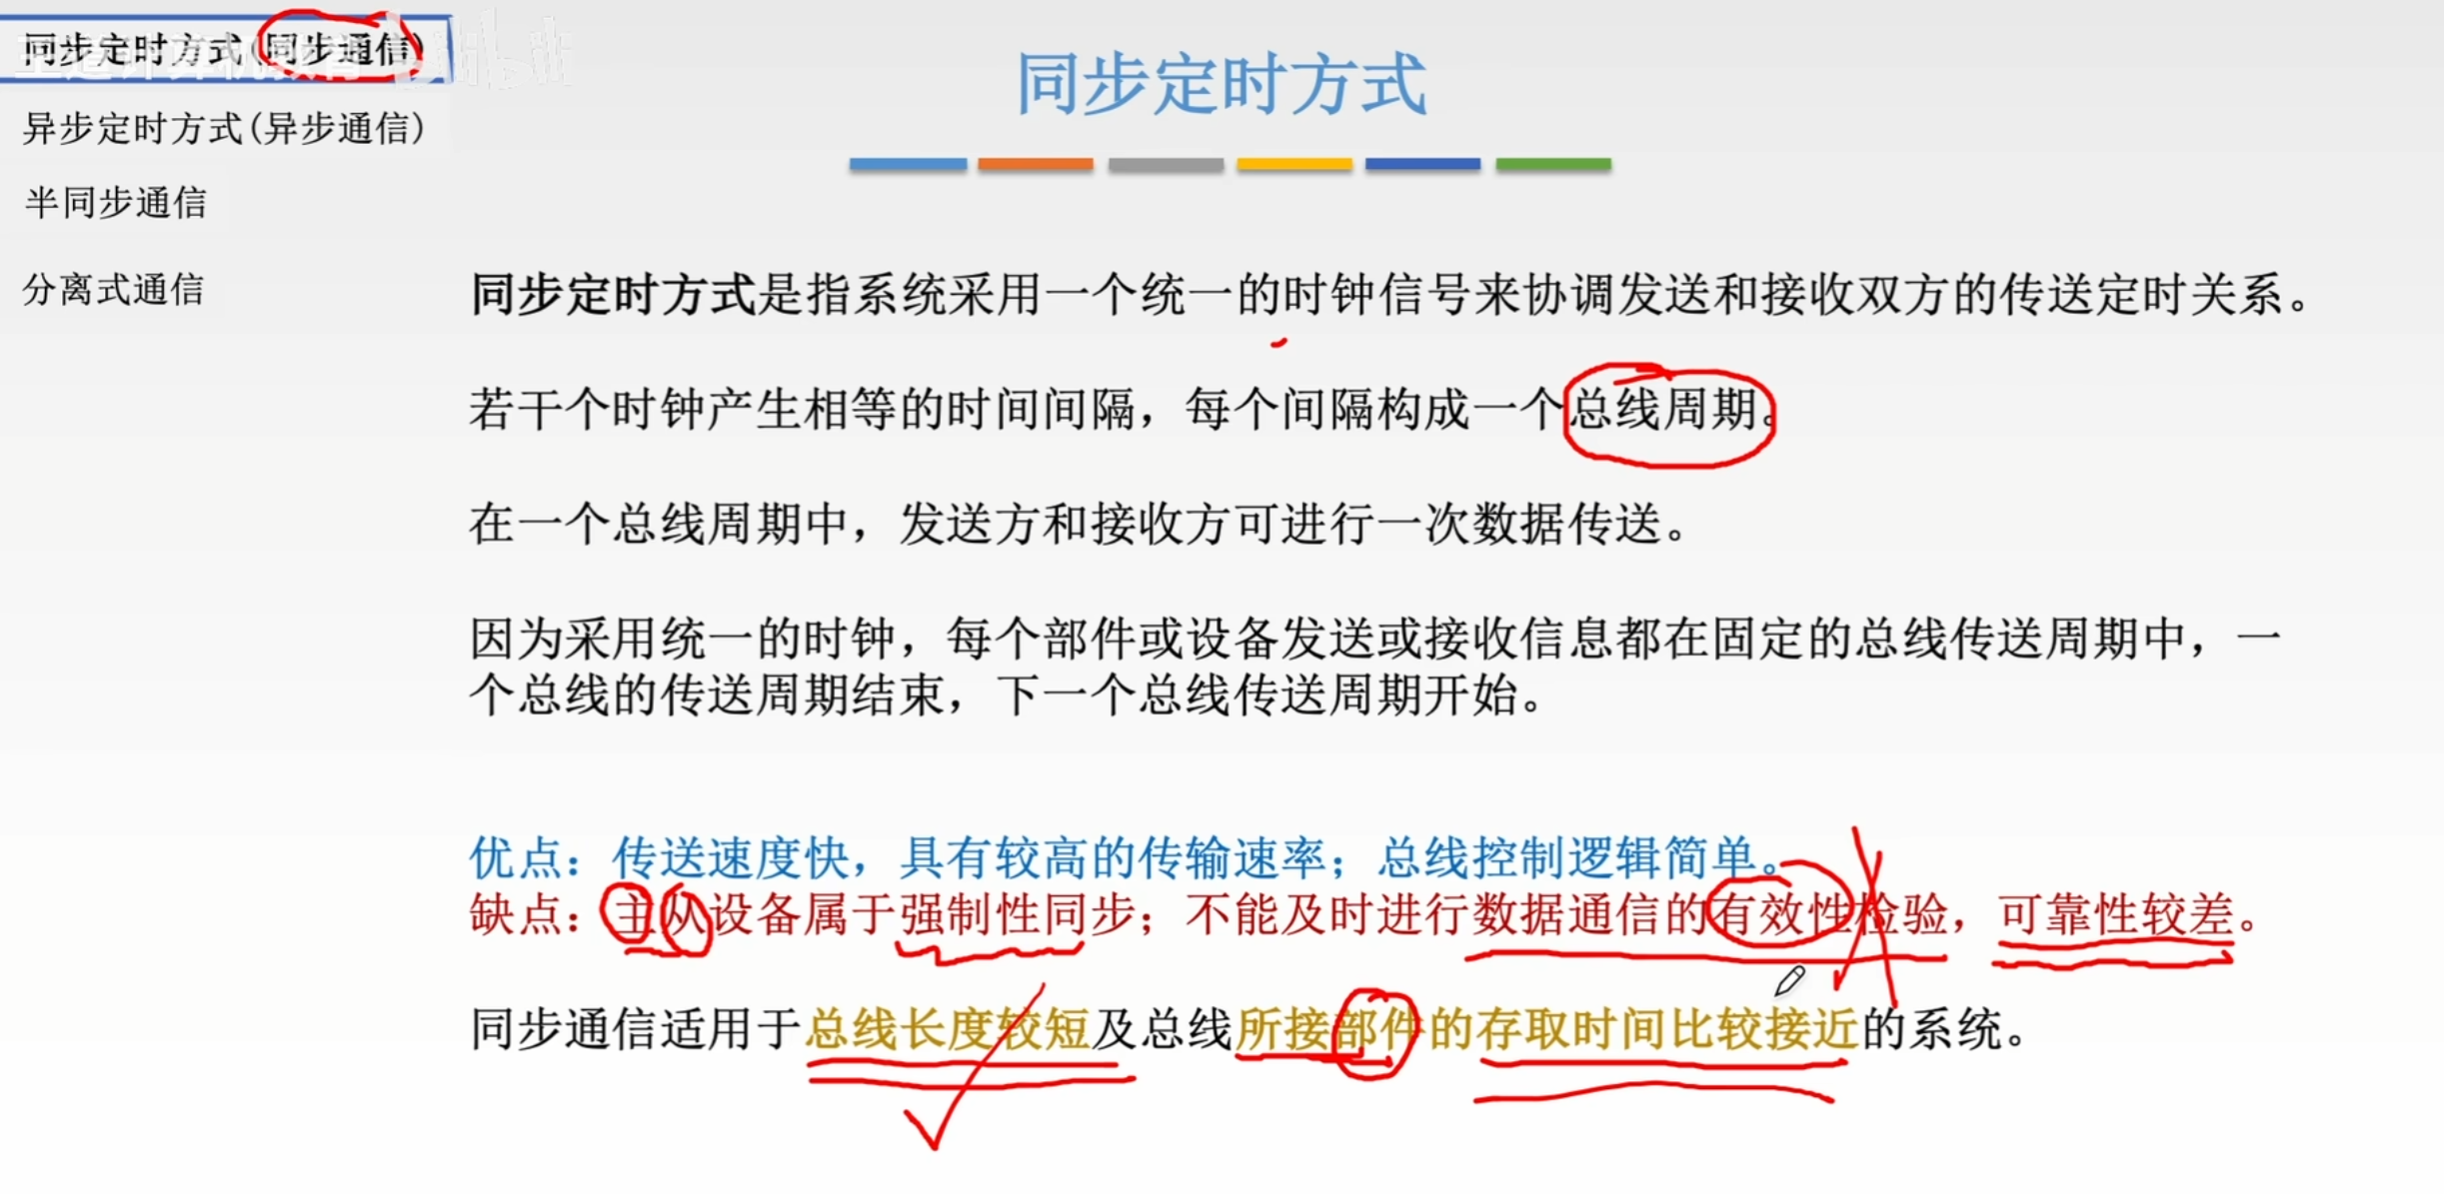 同步定时方式(同步通信)
异步定时方式(异步通信)
半同步通信
分离式通信
同步定时方式
同步定时方式是指系统采用一个统一的时钟信号来协调发送和接收双方的传送定时关系。
若干个时钟产生相等的时间间隔，每个间隔构成一个总线周期。
在一个总线周期中，发送方和接收方可进行一次数据传送。
因为采用统一的时钟，每个部件或设备发送或接收信息都在固定的总线传送周期中，一
个总线的传送周期结束，下一个总线传送周期开始。
优点：传送速度快，具有较高的传输速率；总线控制逻辑简单。
缺点：主从设备属于强制性同步；不能及时进行数据通信的有效性检验，可靠性较差。
同步通信适用于总线长度较短及总线所接部件的存取时间比较接近的系统。